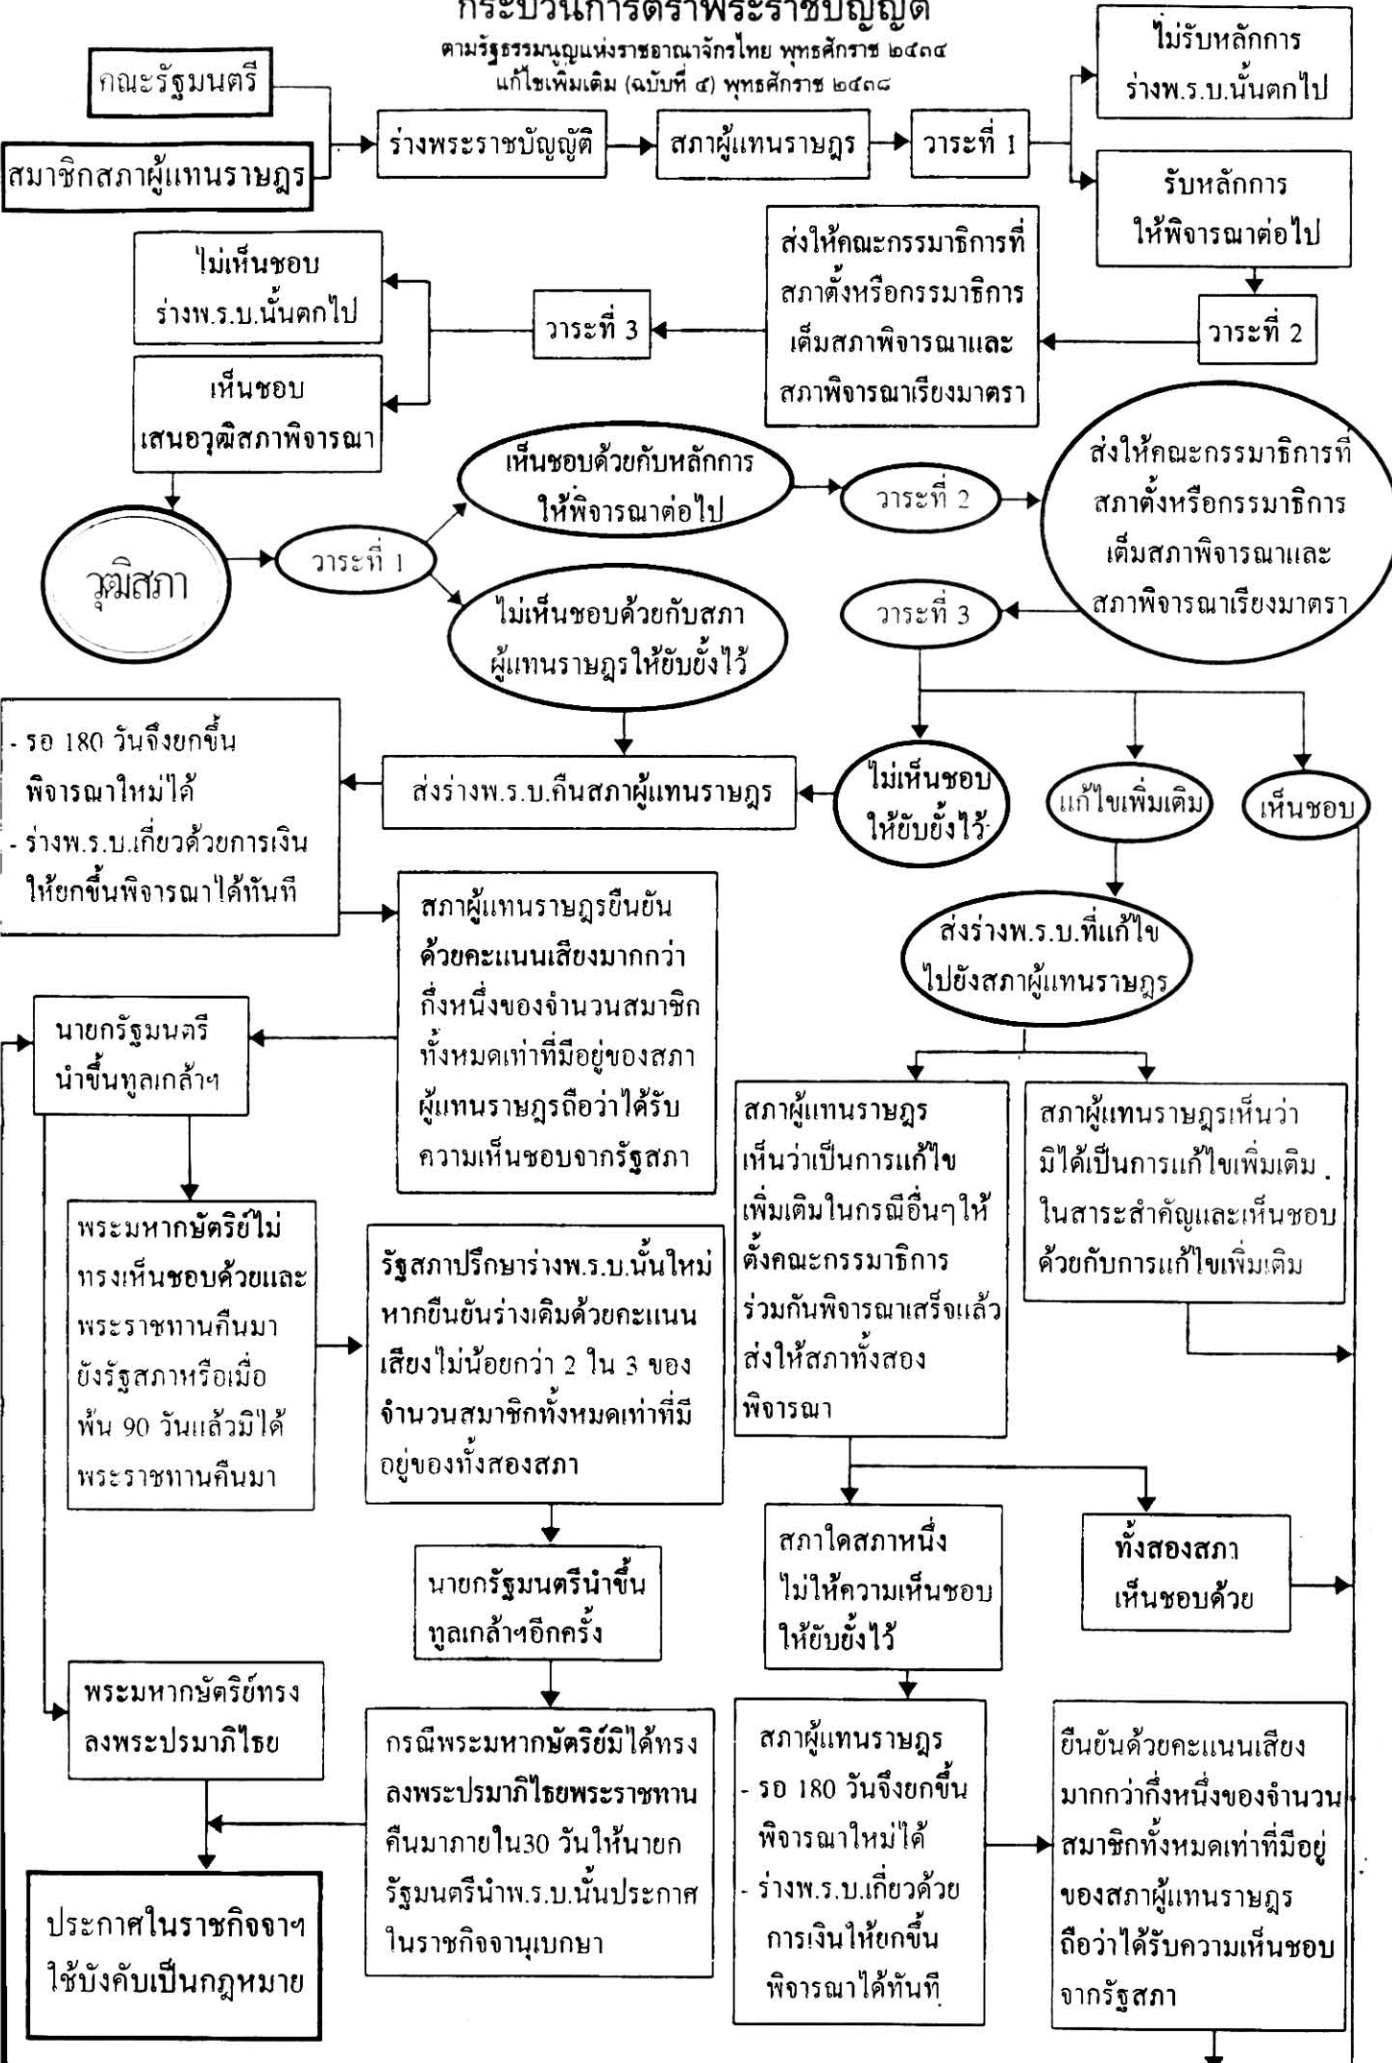 กระบวนการตราพระราชบัญญัติ
ตามรัฐธรรมนูญแห่งราชอาณาจักรไทย พุทธศักราช ๒๕๓๔
แก้ไขเพิ่มเติม (ฉบับที่ ๕) พุทธศักราช ๒๕๓๘
คณะรัฐมนตรี
สมาชิกสภาผู้แทนราษฎร
ร่างพระราชบัญญัติ
สภาผู้แทนราษฎร
วาระที่ 1
ไม่รับหลักการ
ร่างพ.ร.บ.นั้นตกไป
รับหลักการ
ให้พิจารณาต่อไป
วาระที่ 2
ส่งให้คณะกรรมาธิการที่
สภาตั้งหรือกรรมาธิการ
เต็มสภาพิจารณาและ
สภาพิจารณาเรียงมาตรา
วาระที่ 3
ไม่เห็นชอบ
ร่างพ.ร.บ.นั้นตกไป
เห็นชอบ
เสนอวุฒิสภาพิจารณา
วุฒิสภา
วาระที่ 1
เห็นชอบด้วยกับหลักการ
ให้พิจารณาต่อไป
ไม่เห็นชอบด้วยกับสภา
ผู้แทนราษฎรให้ยับยั้งไว้
วาระที่ 2
ส่งให้คณะกรรมาธิการที่
สภาตั้งหรือกรรมาธิการ
เต็มสภาพิจารณาและ
สภาพิจารณาเรียงมาตรา
วาระที่ 3
ไม่เห็นชอบ
ให้ยับยั้งไว้
แก้ไขเพิ่มเติม
เห็นชอบ
ส่งร่างพ.ร.บ.คืนสภาผู้แทนราษฎร
- รอ 180 วันจึงยกขึ้น
พิจารณาใหม่ได้
- ร่างพ.ร.บ.เกี่ยวด้วยการเงิน
ให้ยกขึ้นพิจารณาได้ทันที
สภาผู้แทนราษฎรยืนยัน
ด้วยคะแนนเสียงมากกว่า
กึ่งหนึ่งของจำนวนสมาชิก
ทั้งหมดเท่าที่มีอยู่ของสภา
ผู้แทนราษฎรถือว่าได้รับ
ความเห็นชอบจากรัฐสภา
ส่งร่างพ.ร.บ.ที่แก้ไข
ไปยังสภาผู้แทนราษฎร
นายกรัฐมนตรี
นำขึ้นทูลเกล้าฯ
สภาผู้แทนราษฎร
เห็นว่าเป็นการแก้ไข
เพิ่มเติมในกรณีอื่นๆให้
ตั้งคณะกรรมาธิการ
ร่วมกันพิจารณาเสร็จแล้ว
ส่งให้สภาทั้งสอง
พิจารณา
สภาผู้แทนราษฎรเห็นว่า
มิได้เป็นการแก้ไขเพิ่มเติม
ในสาระสำคัญและเห็นชอบ
ด้วยกับการแก้ไขเพิ่มเติม
พระมหากษัตริย์ไม่
ทรงเห็นชอบด้วยและ
พระราชทานคืนมา
ยังรัฐสภาหรือเมื่อ
พ้น 90 วันแล้วมิได้
พระราชทานคืนมา
รัฐสภาปรึกษาร่างพ.ร.บ.นั้นใหม่
หากยืนยันร่างเดิมด้วยคะแนน
เสียงไม่น้อยกว่า 2 ใน 3 ของ
จำนวนสมาชิกทั้งหมดเท่าที่มี
อยู่ของทั้งสองสภา
นายกรัฐมนตรีนำขึ้น
ทูลเกล้าฯอีกครั้ง
สภาใดสภาหนึ่ง
ไม่ให้ความเห็นชอบ
ให้ยับยั้งไว้
ทั้งสองสภา
เห็นชอบด้วย
พระมหากษัตริย์ทรง
ลงพระปรมาภิไธย
กรณีพระมหากษัตริย์มิได้ทรง
ลงพระปรมาภิไธยพระราชทาน
คืนมาภายใน30 วันให้นายก
รัฐมนตรีนำพ.ร.บ.นั้นประกาศ
ในราชกิจจานุเบกษา
สภาผู้แทนราษฎร
- รอ 180 วันจึงยกขึ้น
พิจารณาใหม่ได้
- ร่างพ.ร.บ.เกี่ยวด้วย
การเงินให้ยกขึ้น
พิจารณาได้ทันที
ยืนยันด้วยคะแนนเสียง
มากกว่ากึ่งหนึ่งของจำนวน
สมาชิกทั้งหมดเท่าที่มีอยู่
ของสภาผู้แทนราษฎร
ถือว่าได้รับความเห็นชอบ
จากรัฐสภา
ประกาศในราชกิจจาฯ
ใช้บังคับเป็นกฎหมาย